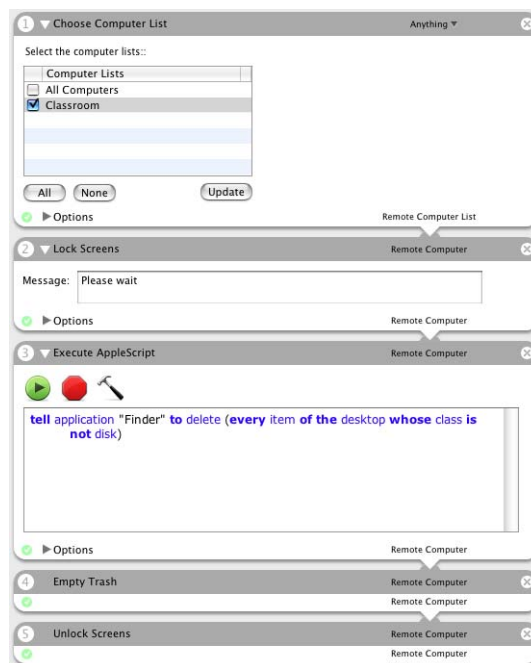 1 Choose Computer List Anything
Select the computer lists::
Computer Lists
All Computers
Classroom
All None Update
Options Remote Computer List
2 Lock Screens Remote Computer
Message: Please wait
Options Remote Computer
3 Execute AppleScript Remote Computer
tell application "Finder" to delete (every item of the desktop whose class is
not disk)
Options Remote Computer
4 Empty Trash Remote Computer
Remote Computer
5 Unlock Screens Remote Computer
Remote Computer